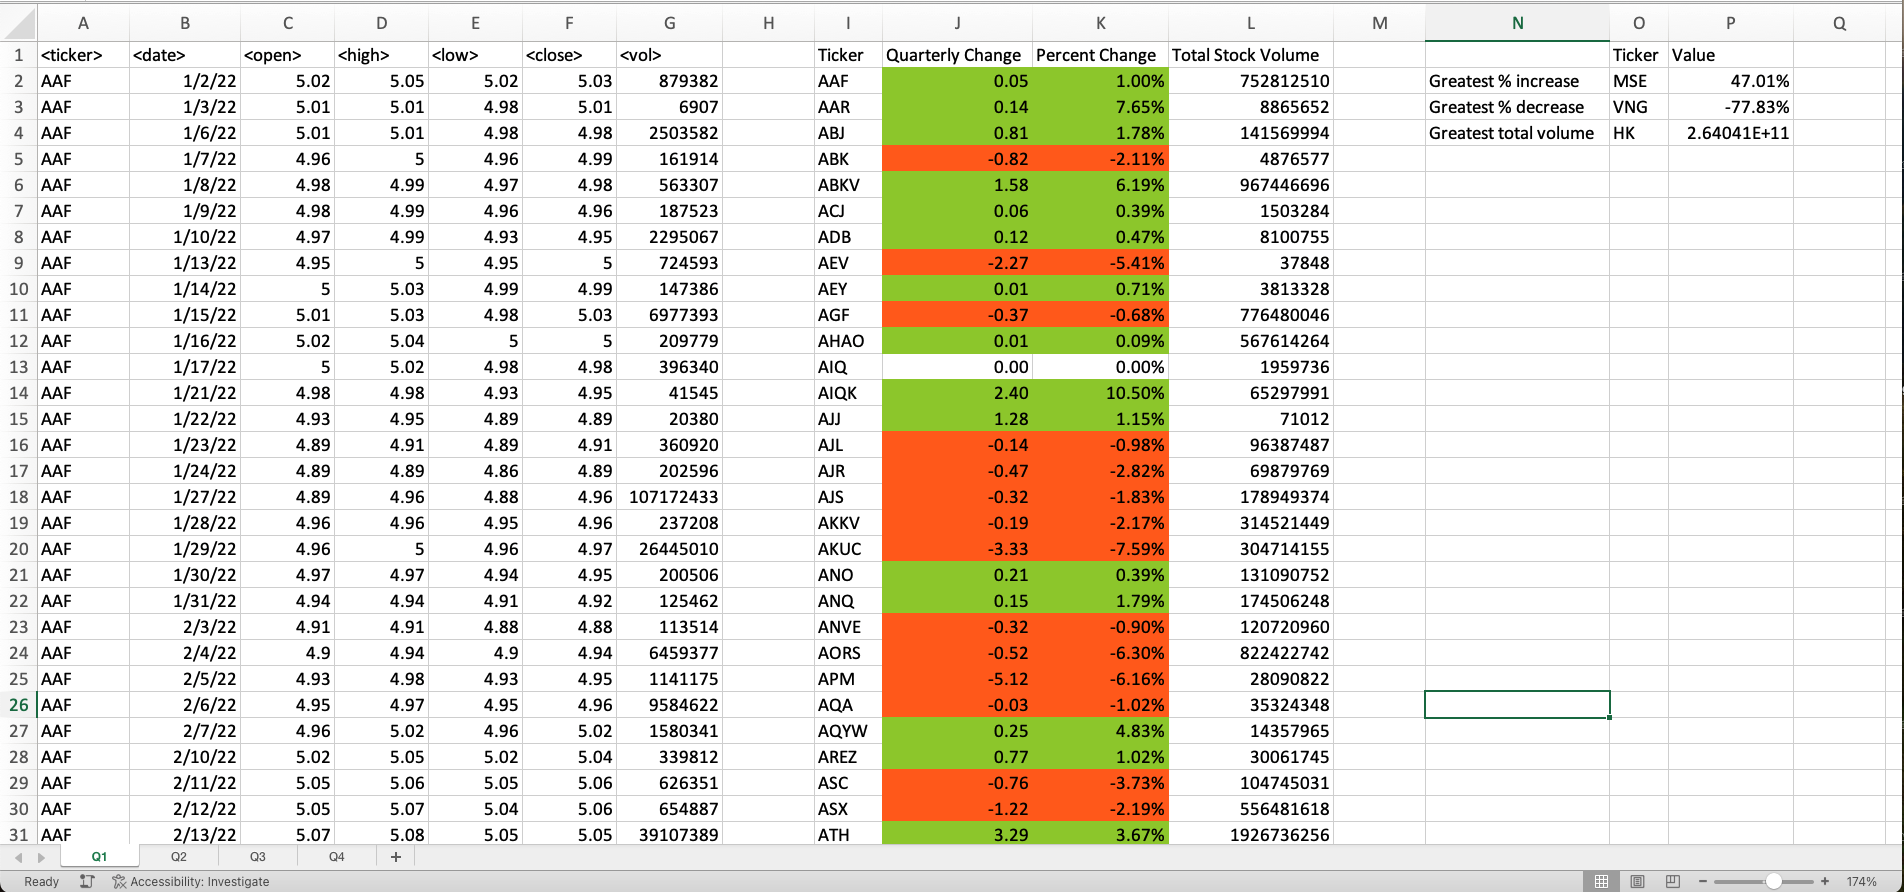 A B C D E F G H I J K L M N O P Q
1 <ticker> <date> <open> <high> <low> <close> <vol> Ticker Quarterly Change Percent Change Total Stock Volume Ticker Value
2 AAF 1/2/22 5.02 5.05 5.02 5.03 879382 AAF 0.05 1.00% 752812510 Greatest % increase MSE 47.01%
3 AAF 1/3/22 5.01 5.01 4.98 5.01 6907 AAR 0.14 7.65% 8865652 Greatest % decrease VNG -77.83%
4 AAF 1/6/22 5.01 5.01 4.98 4.98 2503582 ABJ 0.81 1.78% 141569994 Greatest total volume HK 2.64041E+11
5 AAF 1/7/22 4.96 5 4.96 4.99 161914 ABK -0.82 -2.11% 4876577
6 AAF 1/8/22 4.98 4.99 4.97 4.98 563307 ABKV 1.58 6.19% 967446696
7 AAF 1/9/22 4.98 4.99 4.96 4.96 187523 ACJ 0.06 0.39% 1503284
8 AAF 1/10/22 4.97 4.99 4.93 4.95 2295067 ADB 0.12 0.47% 8100755
9 AAF 1/13/22 4.95 5 4.95 5 724593 AEV -2.27 -5.41% 37848
10 AAF 1/14/22 5 5.03 4.99 4.99 147386 AEY 0.01 0.71% 3813328
11 AAF 1/15/22 5.01 5.03 4.98 5.03 6977393 AGF -0.37 -0.68% 776480046
12 AAF 1/16/22 5.02 5.04 5 5 209779 AHAO 0.01 0.09% 567614264
13 AAF 1/17/22 5 5.02 4.98 4.98 396340 AIQ 0.00 0.00% 1959736
14 AAF 1/21/22 4.98 4.98 4.93 4.95 41545 AIQK 2.40 10.50% 65297991
15 AAF 1/22/22 4.93 4.95 4.89 4.89 20380 AJJ 1.28 1.15% 71012
16 AAF 1/23/22 4.89 4.91 4.89 4.91 360920 AJL -0.14 -0.98% 96387487
17 AAF 1/24/22 4.89 4.89 4.86 4.89 202596 AJR -0.47 -2.82% 69879769
18 AAF 1/27/22 4.89 4.96 4.88 4.96 107172433 AJS -0.32 -1.83% 178949374
19 AAF 1/28/22 4.96 4.96 4.95 4.96 237208 AKKV -0.19 -2.17% 314521449
20 AAF 1/29/22 4.96 5 4.96 4.97 26445010 AKUC -3.33 -7.59% 304714155
21 AAF 1/30/22 4.97 4.97 4.94 4.95 200506 ANO 0.21 0.39% 131090752
22 AAF 1/31/22 4.94 4.94 4.91 4.92 125462 ANQ 0.15 1.79% 174506248
23 AAF 2/3/22 4.91 4.91 4.88 4.88 113514 ANVE -0.32 -0.90% 120720960
24 AAF 2/4/22 4.9 4.94 4.9 4.94 6459377 AORS -0.52 -6.30% 822422742
25 AAF 2/5/22 4.93 4.98 4.93 4.95 1141175 APM -5.12 -6.16% 28090822
26 AAF 2/6/22 4.95 4.97 4.95 4.96 9584622 AQA -0.03 -1.02% 35324348
27 AAF 2/7/22 4.96 5.02 4.96 5.02 1580341 AQYW 0.25 4.83% 14357965
28 AAF 2/10/22 5.02 5.05 5.02 5.04 339812 AREZ 0.77 1.02% 30061745
29 AAF 2/11/22 5.05 5.06 5.05 5.06 626351 ASC -0.76 -3.73% 104745031
30 AAF 2/12/22 5.05 5.07 5.04 5.06 654887 ASX -1.22 -2.19% 556481618
31 AAF 2/13/22 5.07 5.08 5.05 5.05 39107389 ATH 3.29 3.67% 1926736256
Q1 Q2 Q3 Q4 +
Ready Accessibility: Investigate - + 174%